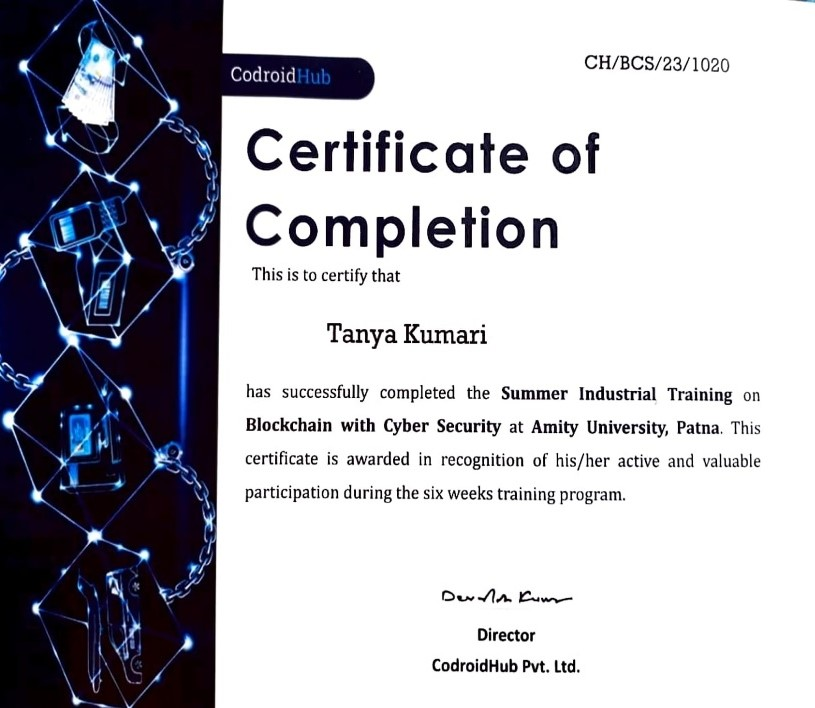 CodroidHub
CH/BCS/23/1020
Certificate of
Completion
This is to certify that
Tanya Kumari
has successfully completed the Summer Industrial Training on
Blockchain with Cyber Security at Amity University, Patna. This
certificate is awarded in recognition of his/her active and valuable
participation during the six weeks training program.
Director
CodroidHub Pvt. Ltd.